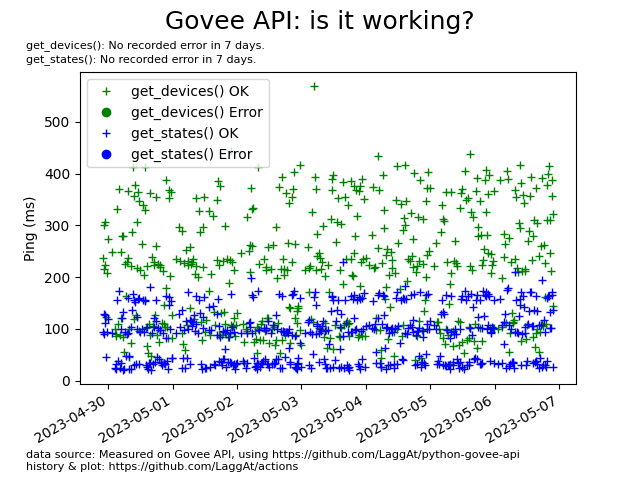 Govee API: is it working?
get_devices(): No recorded error in 7 days.
get_states(): No recorded error in 7 days.
get_devices() OK
get_devices() Error
get_states() OK
get_states() Error
Ping (ms)
500
400
300
200
100
0
2023-04-30
2023-05-01
2023-05-02
2023-05-03
2023-05-04
2023-05-05
2023-05-06
2023-05-07
data source: Measured on Govee API, using https://github.com/LaggAt/python-govee-api
history & plot: https://github.com/LaggAt/actions